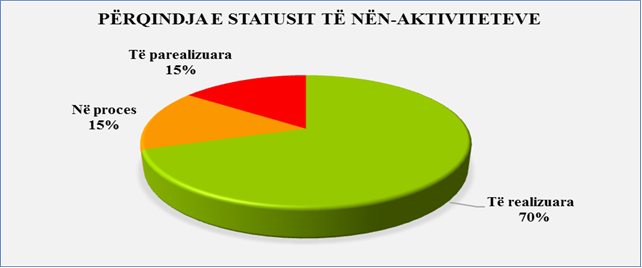 PËRQINDJA E STATUSIT TË NËN-AKTIVITETEVE
Të parealizuara
15%
Në proces
15%
Të realizuara
70%